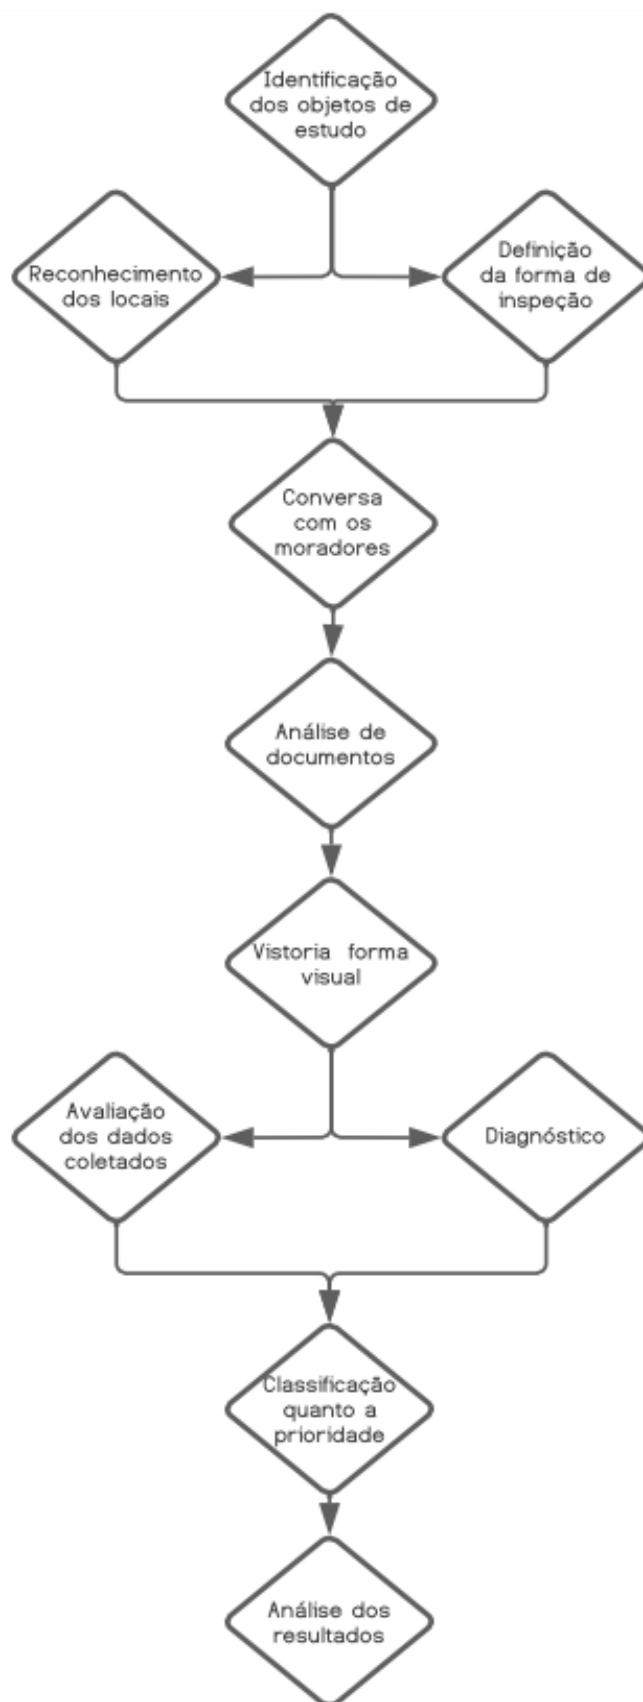 Identificação
dos objetos de
estudo
Reconhecimento
dos locais
Definição
da forma de
inspeção
Conversa
com os
moradores
Análise de
documentos
Vistoria forma
visual
Avaliação
dos dados
coletados
Diagnóstico
Classificação
quanto a
prioridade
Análise dos
resultados